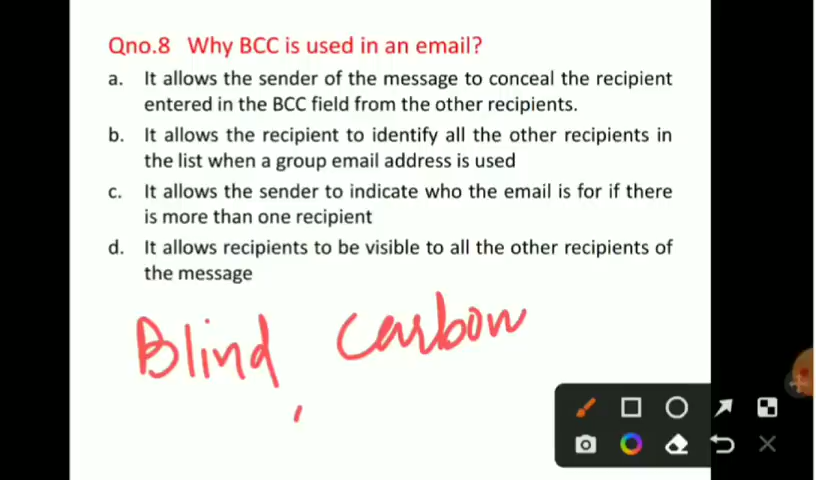 Qno.8 Why BCC is used in an email?
a. It allows the sender of the message to conceal the recipient
entered in the BCC field from the other recipients.
b. It allows the recipient to identify all the other recipients in
the list when a group email address is used
c. It allows the sender to indicate who the email is for if there
is more than one recipient
d. It allows recipients to be visible to all the other recipients of
the message
Blind Carbon